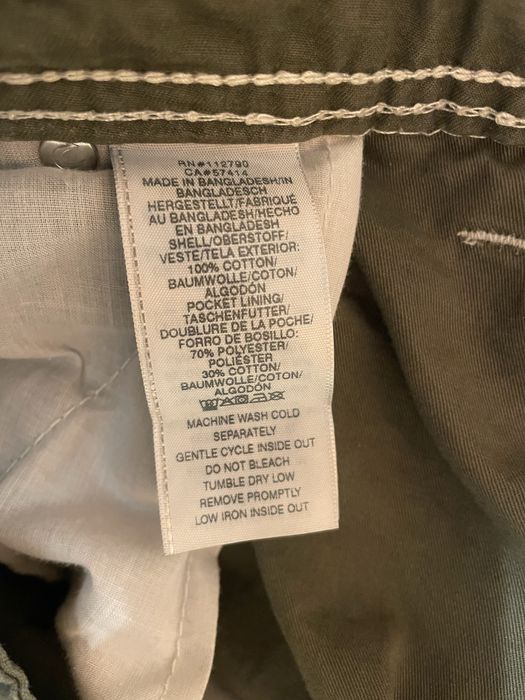 RN#112790
CA#57414
MADE IN BANGLADESH/IN
BANGLADESCH
HERGESTELLT/FABRIQUÉ
AU BANGLADESH/HECHO
EN BANGLADESH
SHELL/OBERSTOFF/
VESTE/TELA EXTERIOR:
100% COTTON/
BAUMWOLLE/COTON/
ALGODÓN
POCKET LINING/
TASCHENFUTTER/
DOUBLURE DE LA POCHE/
FORRO DE BOSILLO:
70% POLYESTER/
POLIÉSTER
30% COTTON/
BAUMWOLLE/COTON/
ALGODÓN
MACHINE WASH COLD
SEPARATELY
GENTLE CYCLE INSIDE OUT
DO NOT BLEACH
TUMBLE DRY LOW
REMOVE PROMPTLY
LOW IRON INSIDE OUT